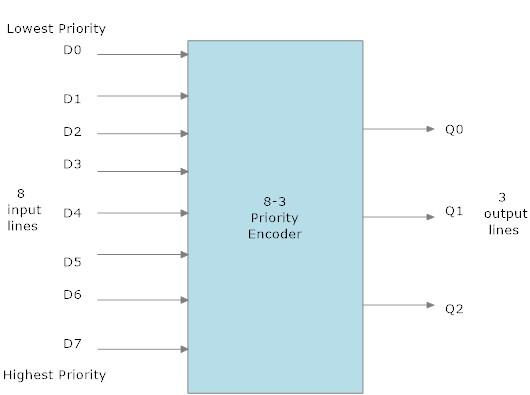 Lowest Priority
D0
D1
D2
D3
D4
D5
D6
D7
Highest Priority
8
input
lines
8-3
Priority
Encoder
Q0
Q1
Q2
3
output
lines